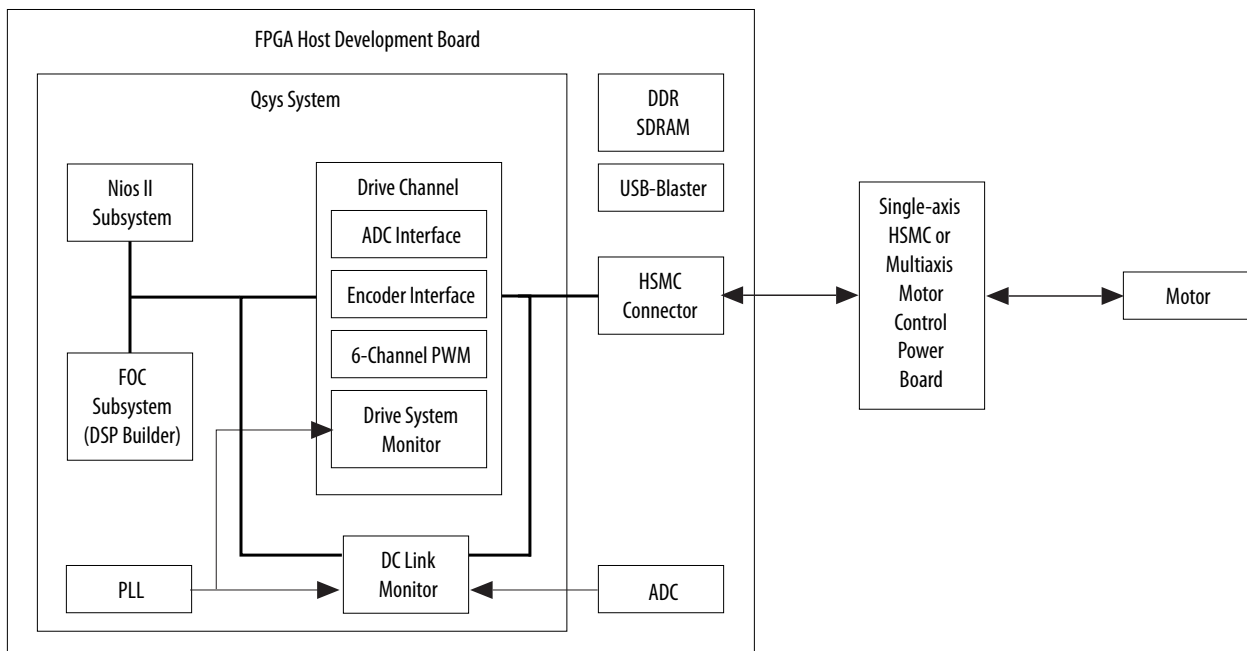 FPGA Host Development Board
Qsys System
DDR
SDRAM
Nios II
Subsystem
Drive Channel
USB-Blaster
ADC Interface
Single-axis
HSMC or
Multiaxis
Motor
Control
Power
Board
Encoder Interface
HSMC
Connector
Motor
6-Channel PWM
FOC
Subsystem
(DSP Builder)
Drive System
Monitor
PLL
DC Link
Monitor
ADC